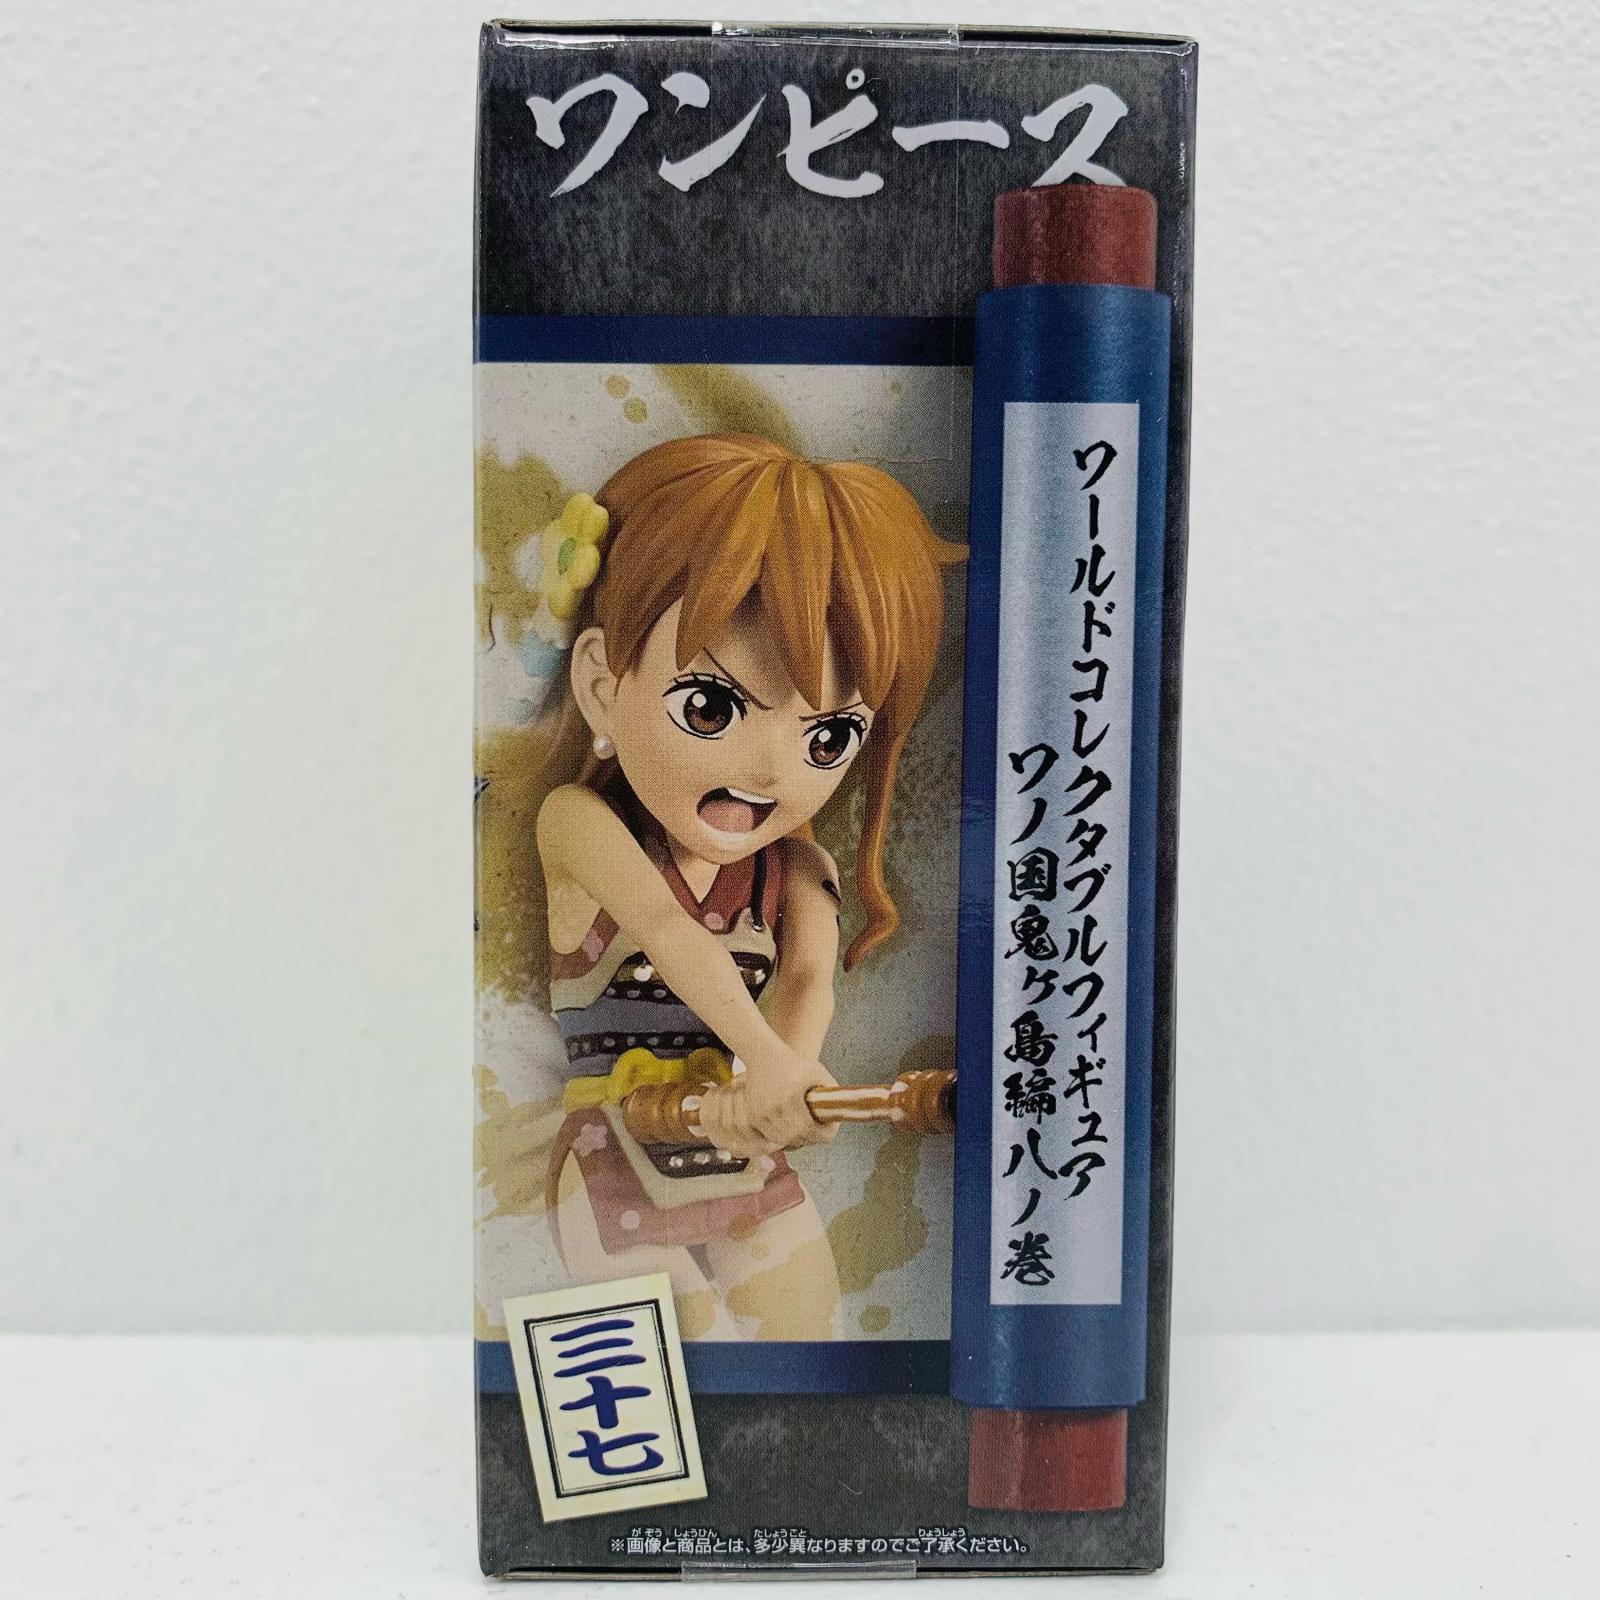 ワンピース
ワールドコレクタブルフィギュア
ワノ国鬼ヶ島編八ノ巻
三十七
※画像と商品とは、多少異なりますのでご了承ください。